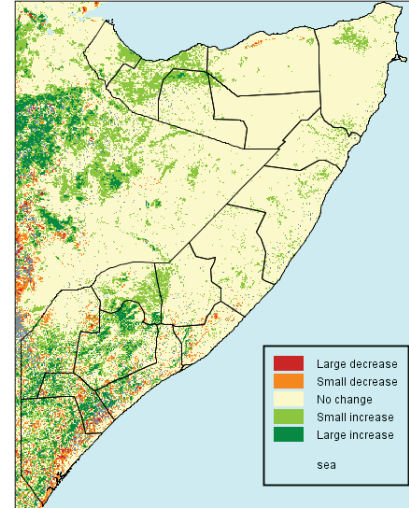 Large decrease
Small decrease
No change
Small increase
Large increase
sea